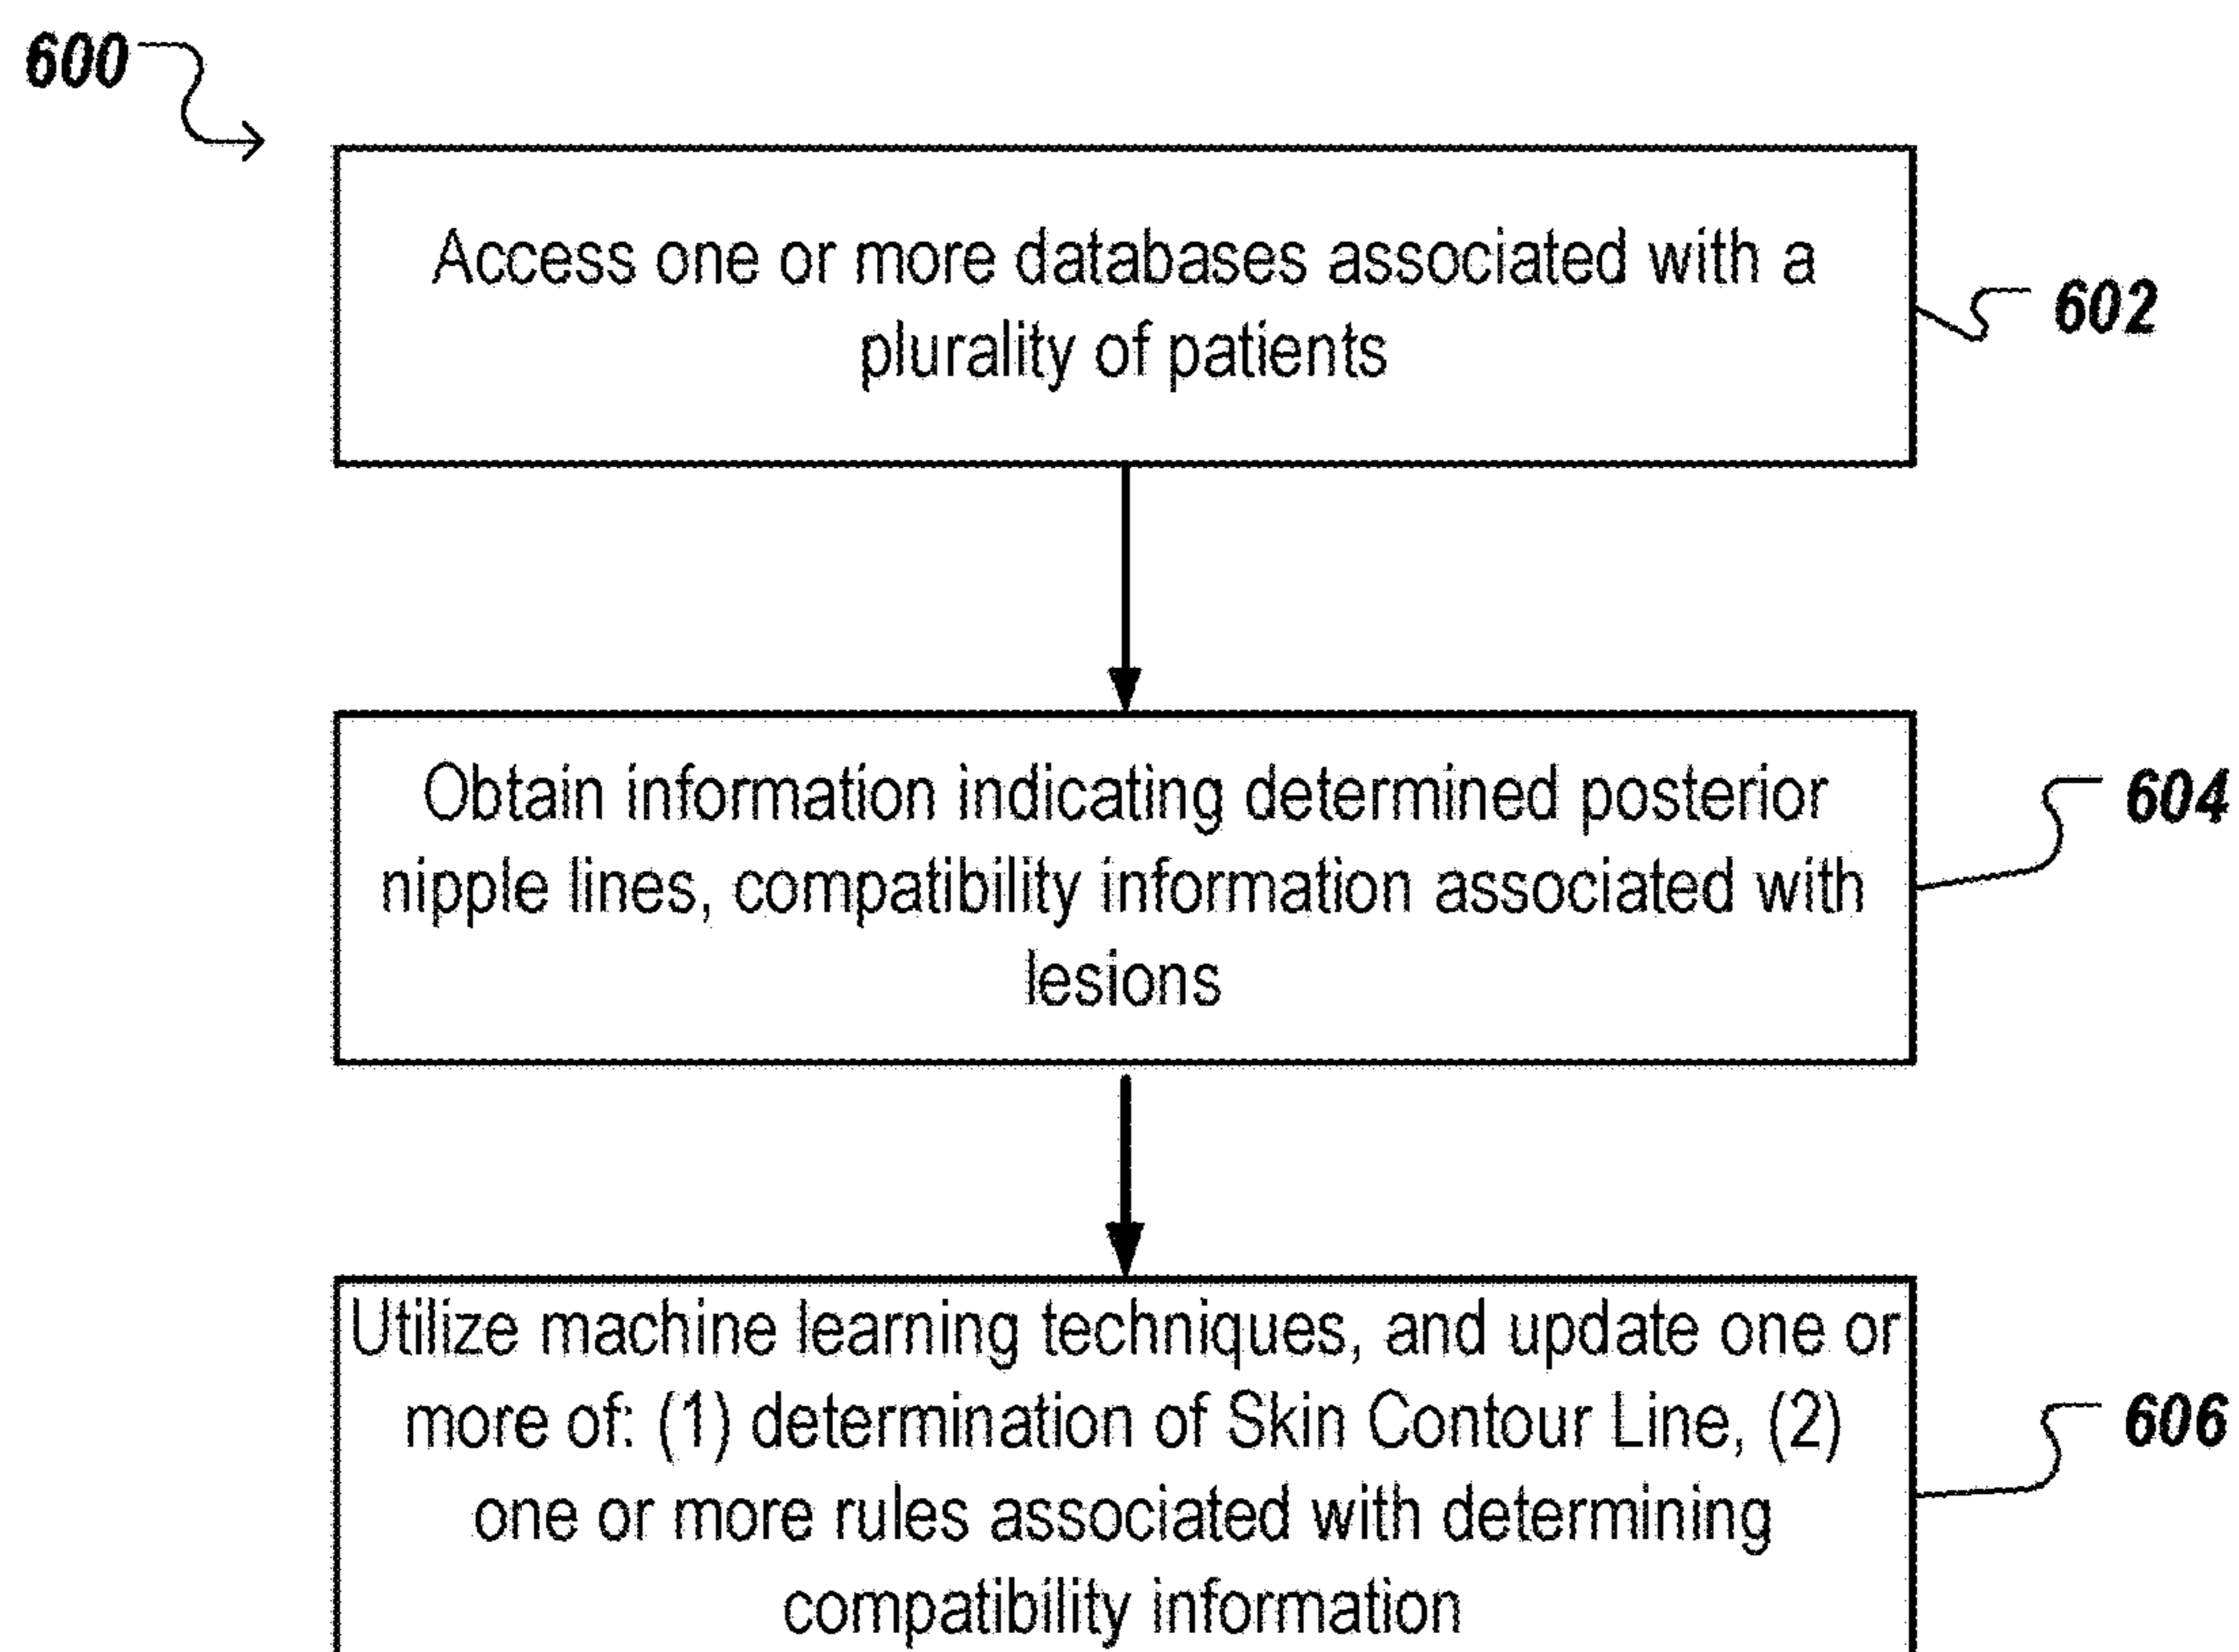 600
Access one or more databases associated with a
plurality of patients
602
Obtain information indicating determined posterior
nipple lines, compatibility information associated with
lesions
604
Utilize machine learning techniques, and update one or
more of: (1) determination of Skin Contour Line, (2)
one or more rules associated with determining
compatibility information
606